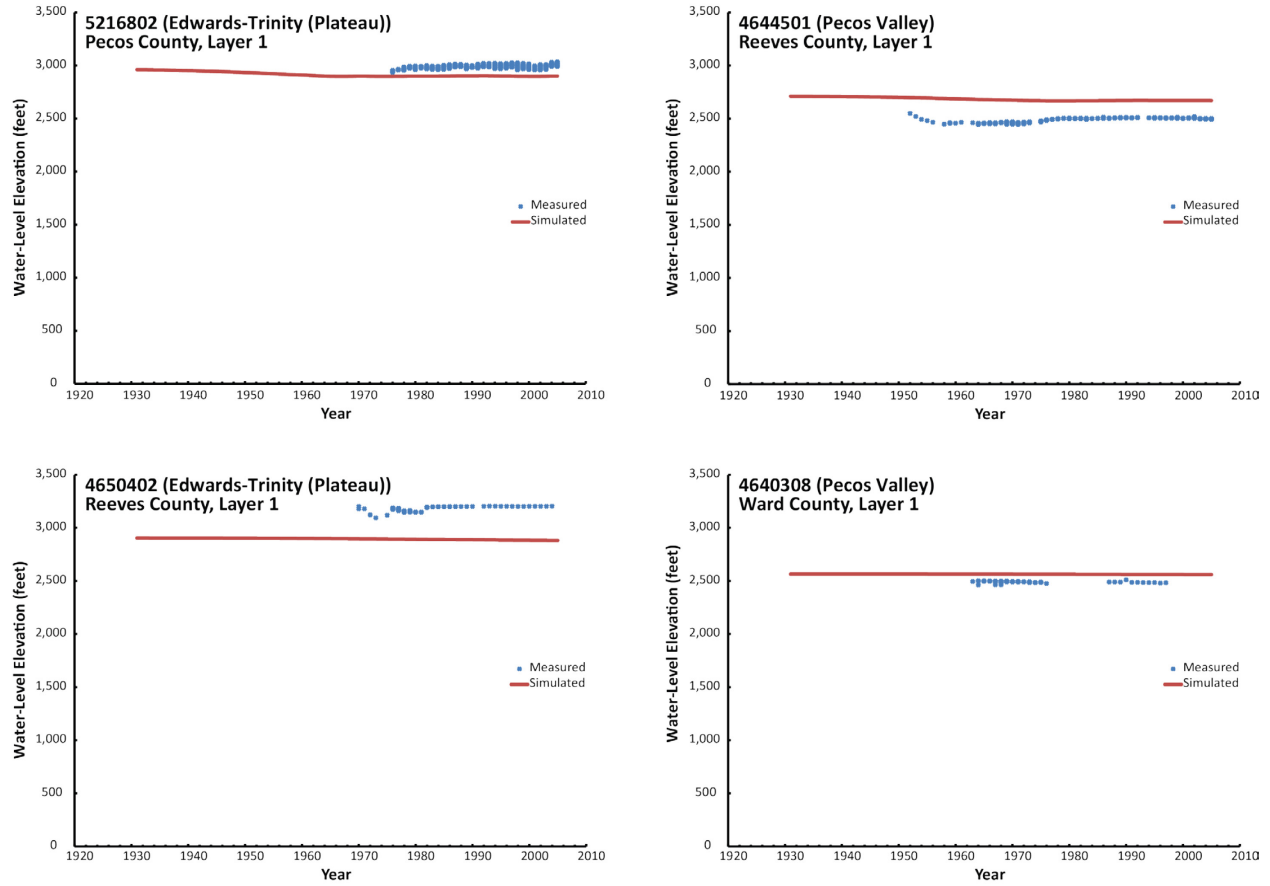 5216802 (Edwards-Trinity (Plateau))
Pecos County, Layer 1
Water-Level Elevation (feet)
3,500
3,000
2,500
2,000
1,500
1,000
500
0
Measured
Simulated
1920 1930 1940 1950 1960 1970 1980 1990 2000 2010
Year
4644501 (Pecos Valley)
Reeves County, Layer 1
Water-Level Elevation (feet)
3,500
3,000
2,500
2,000
1,500
1,000
500
0
Measured
Simulated
1920 1930 1940 1950 1960 1970 1980 1990 2000 2010
Year
4650402 (Edwards-Trinity (Plateau))
Reeves County, Layer 1
Water-Level Elevation (feet)
3,500
3,000
2,500
2,000
1,500
1,000
500
0
Measured
Simulated
1920 1930 1940 1950 1960 1970 1980 1990 2000 2010
Year
4640308 (Pecos Valley)
Ward County, Layer 1
Water-Level Elevation (feet)
3,500
3,000
2,500
2,000
1,500
1,000
500
0
Measured
Simulated
1920 1930 1940 1950 1960 1970 1980 1990 2000 2010
Year